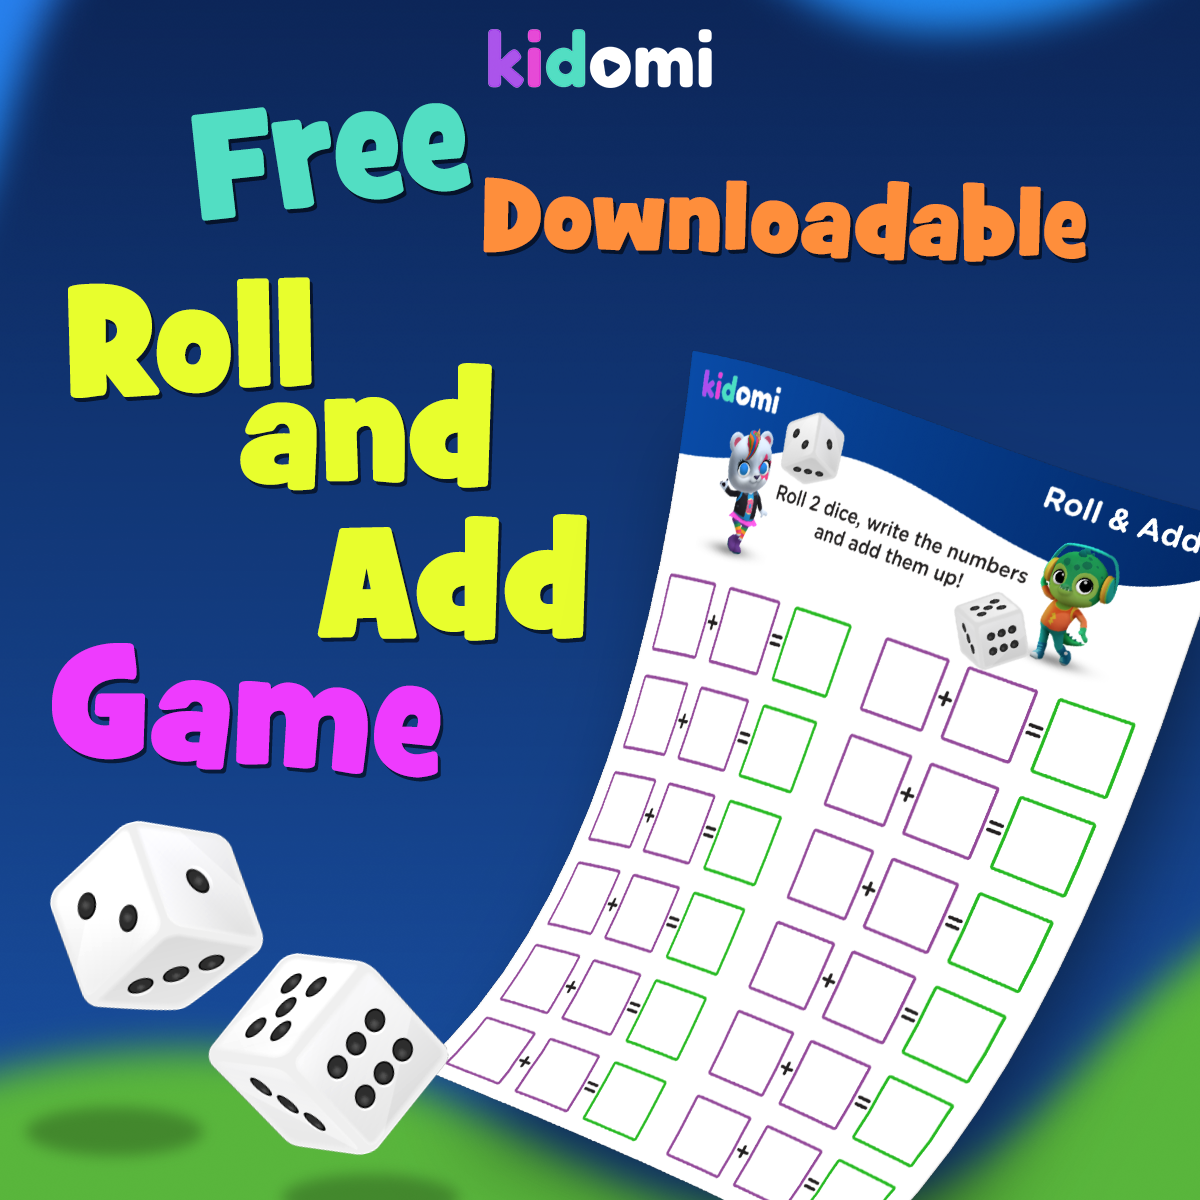 kidomi
Free
Downloadable
Roll
and
Add
Game
kidomi
Roll & Add
Roll 2 dice, write the numbers
and add them up!
+ = + =
+ = + =
+ = + =
+ = + =
+ = + =
+ = + =